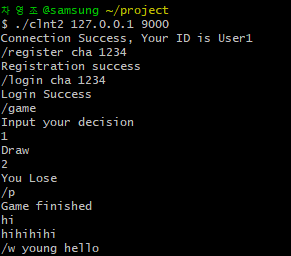 차 영 조@samsung ~/project
$ ./clnt2 127.0.0.1 9000
Connection Success, Your ID is User1
/register cha 1234
Registration success
/login cha 1234
Login Success
/game
Input your decision
1
Draw
2
You Lose
/p
Game finished
hi
hihihihi
/w young hello